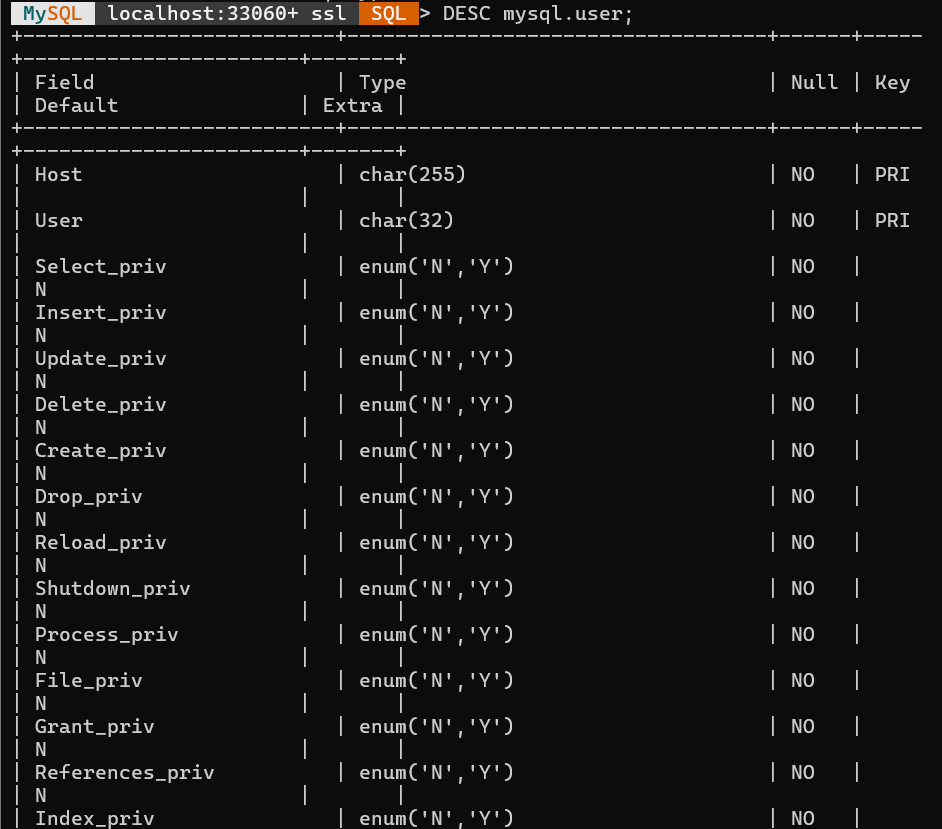 MySQL localhost:33060+ ssl SQL > DESC mysql.user;
+--------------------------+-----------------------------------+------+-----
+-----------------------+-------+
| Field | Type | Null | Key
| Default | Extra |
+--------------------------+-----------------------------------+------+-----
+-----------------------+-------+
| Host | char(255) | NO | PRI
| | |
| User | char(32) | NO | PRI
| | |
| Select_priv | enum('N','Y') | NO |
| N | |
| Insert_priv | enum('N','Y') | NO |
| N | |
| Update_priv | enum('N','Y') | NO |
| N | |
| Delete_priv | enum('N','Y') | NO |
| N | |
| Create_priv | enum('N','Y') | NO |
| N | |
| Drop_priv | enum('N','Y') | NO |
| N | |
| Reload_priv | enum('N','Y') | NO |
| N | |
| Shutdown_priv | enum('N','Y') | NO |
| N | |
| Process_priv | enum('N','Y') | NO |
| N | |
| File_priv | enum('N','Y') | NO |
| N | |
| Grant_priv | enum('N','Y') | NO |
| N | |
| References_priv | enum('N','Y') | NO |
| N | |
| Index_priv | enum('N','Y') | NO |